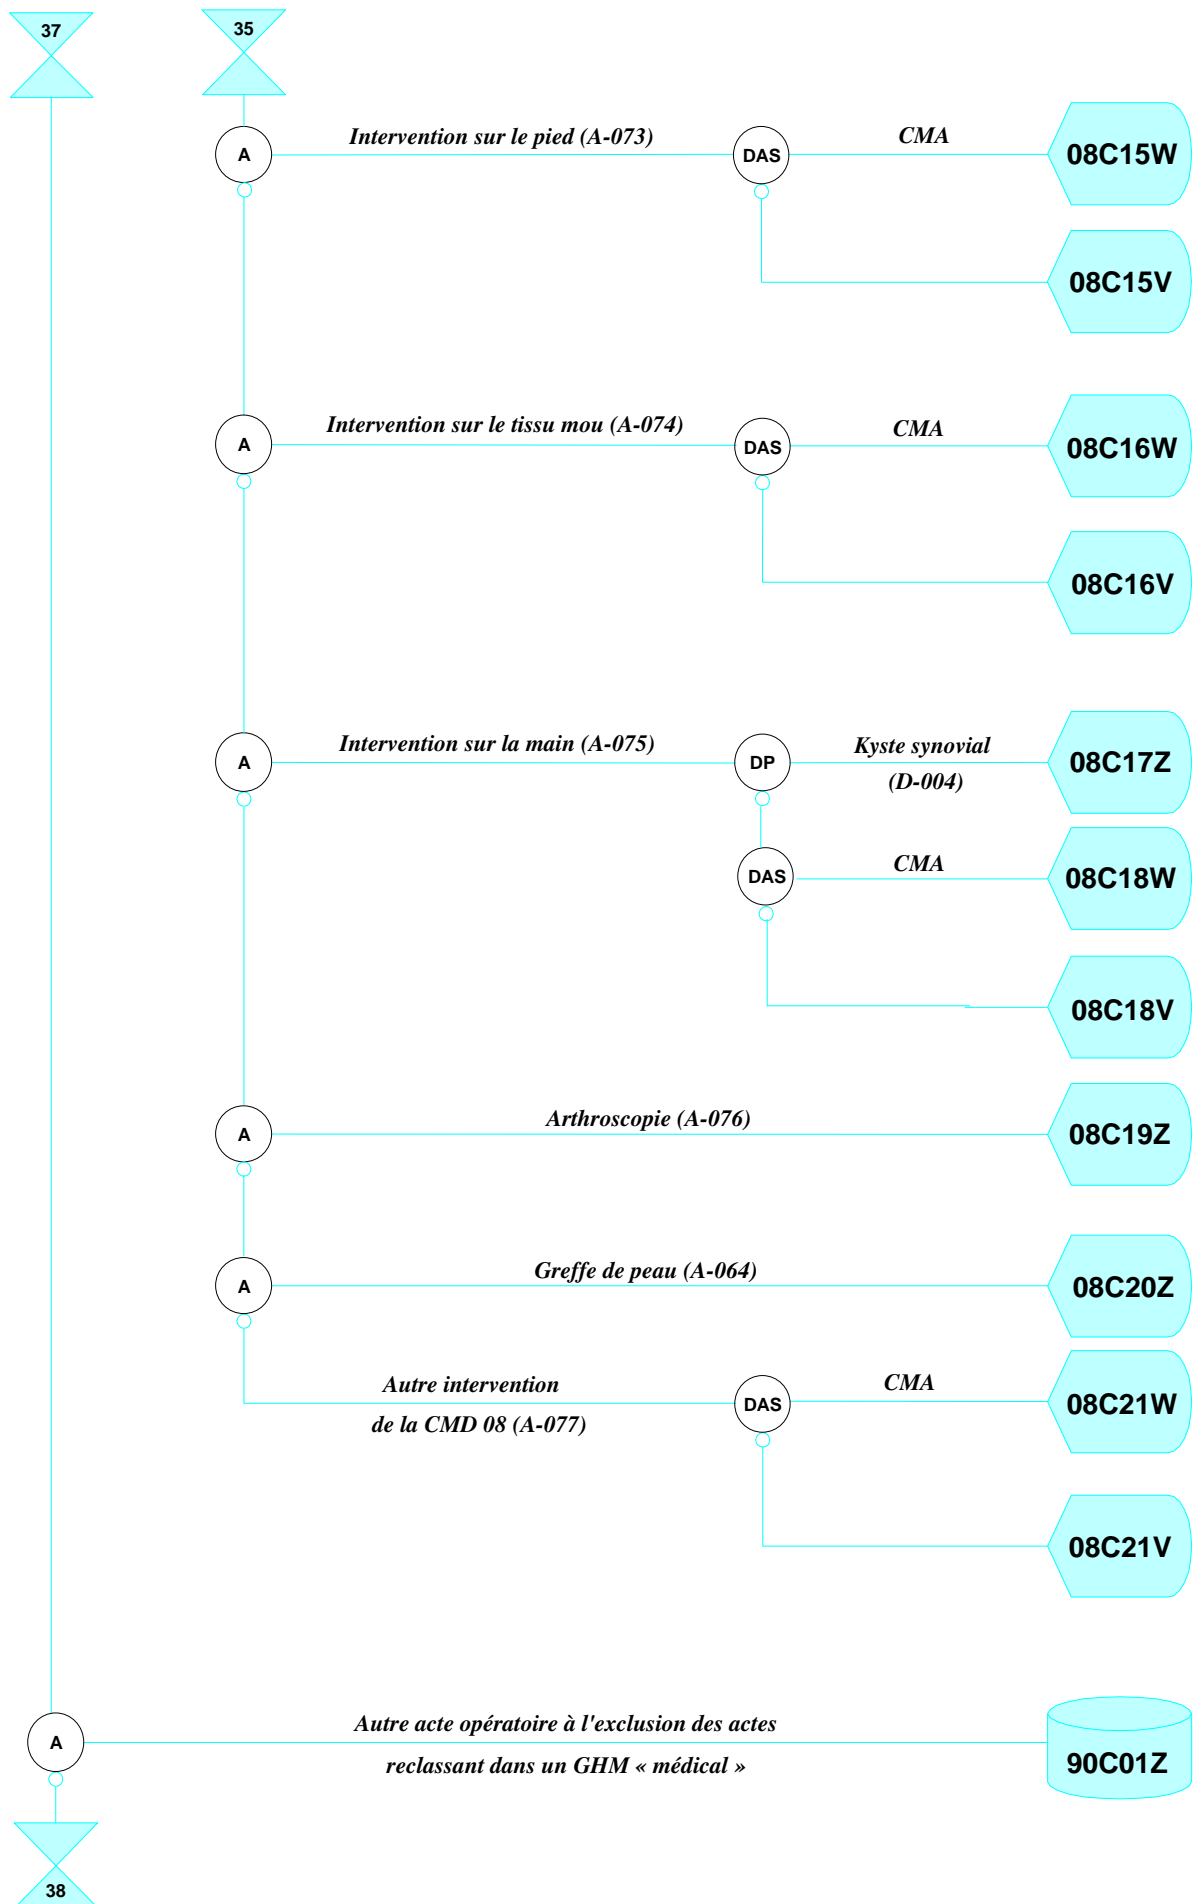 37
35
A
Intervention sur le pied (A-073)
DAS
CMA
08C15W
08C15V
A
Intervention sur le tissu mou (A-074)
DAS
CMA
08C16W
08C16V
A
Intervention sur la main (A-075)
DP
Kyste synovial
(D-004)
08C17Z
DAS
CMA
08C18W
08C18V
A
Arthroscopie (A-076)
08C19Z
A
Greffe de peau (A-064)
08C20Z
Autre intervention
de la CMD 08 (A-077)
DAS
CMA
08C21W
08C21V
A
Autre acte opératoire à l'exclusion des actes
reclassant dans un GHM « médical »
90C01Z
38